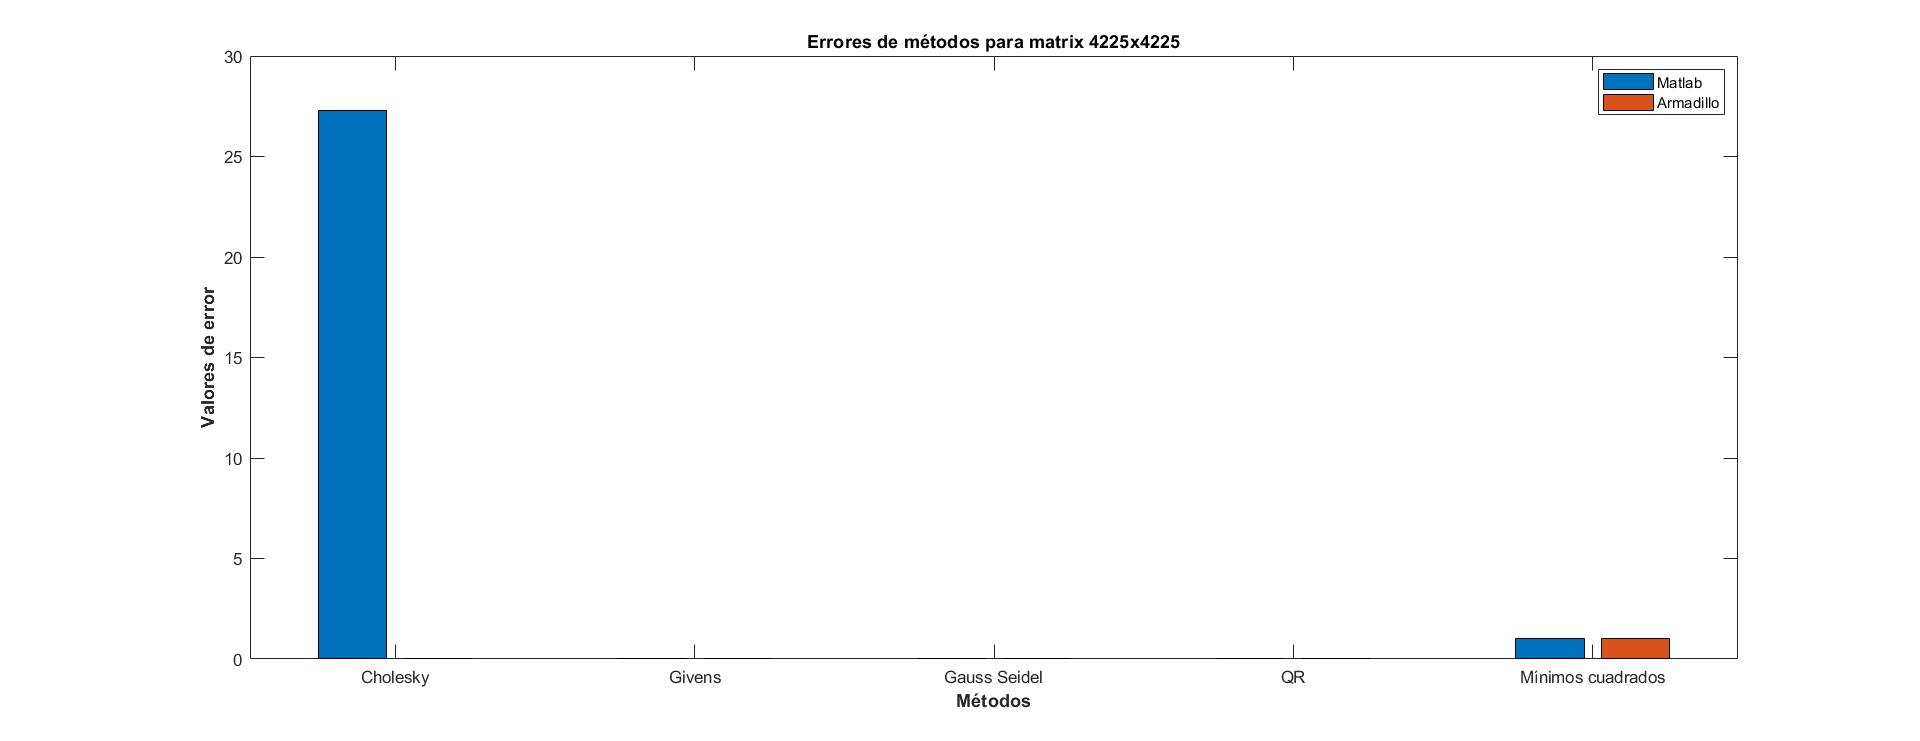 Errores de métodos para matrix 4225x4225
Matlab
Armadillo
Valores de error
30
25
20
15
10
5
0
Cholesky
Givens
Gauss Seidel
QR
Mínimos cuadrados
Métodos